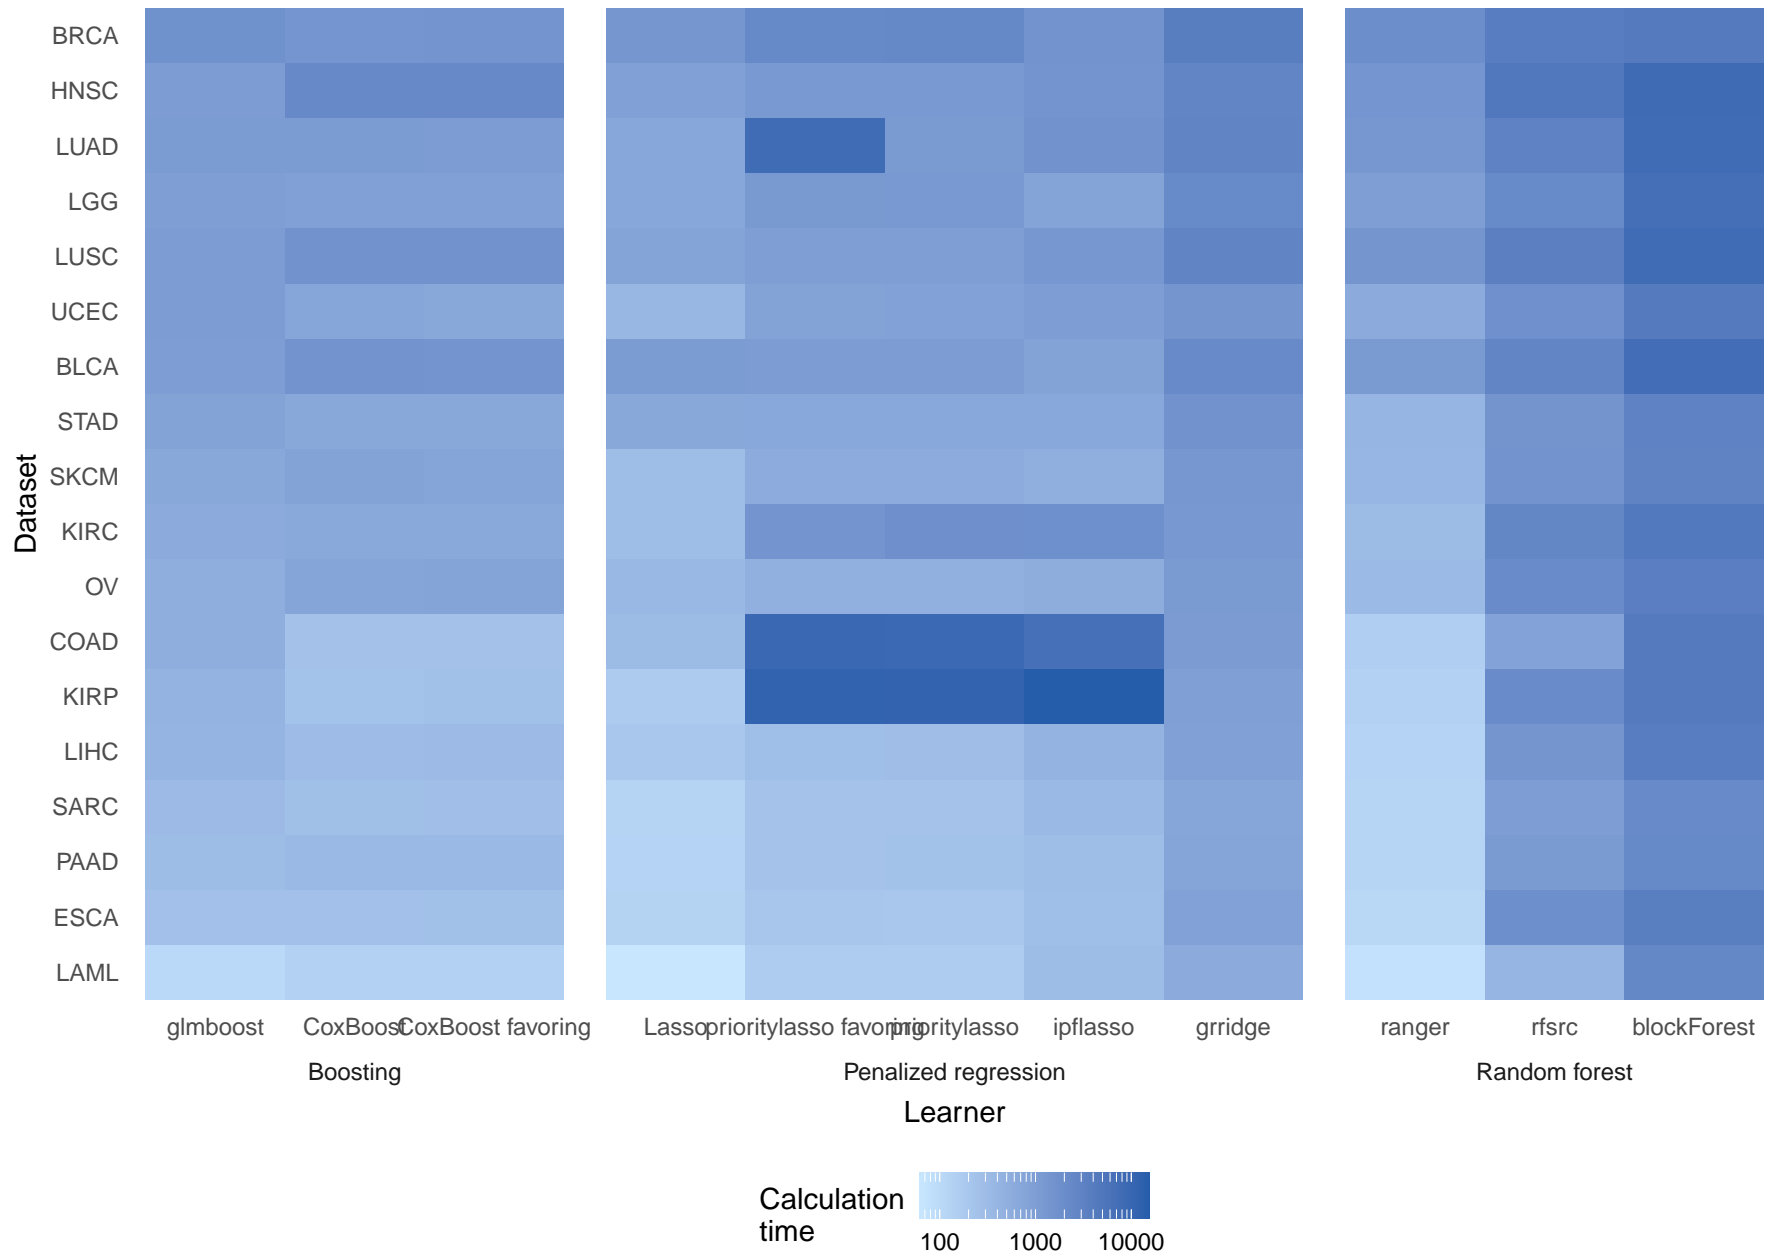 BRCA
HNSC
LUAD
LGG
LUSC
UCEC
BLCA
STAD
SKCM
KIRC
OV
COAD
KIRP
LIHC
SARC
PAAD
ESCA
LAML
Dataset
glmboost CoxBoost CoxBoost favoring Lasso prioritylasso favoring prioritylasso ipflasso grridge ranger rfsrc blockForest
Boosting Penalized regression Random forest
Learner
Calculation
time
100 1000 10000